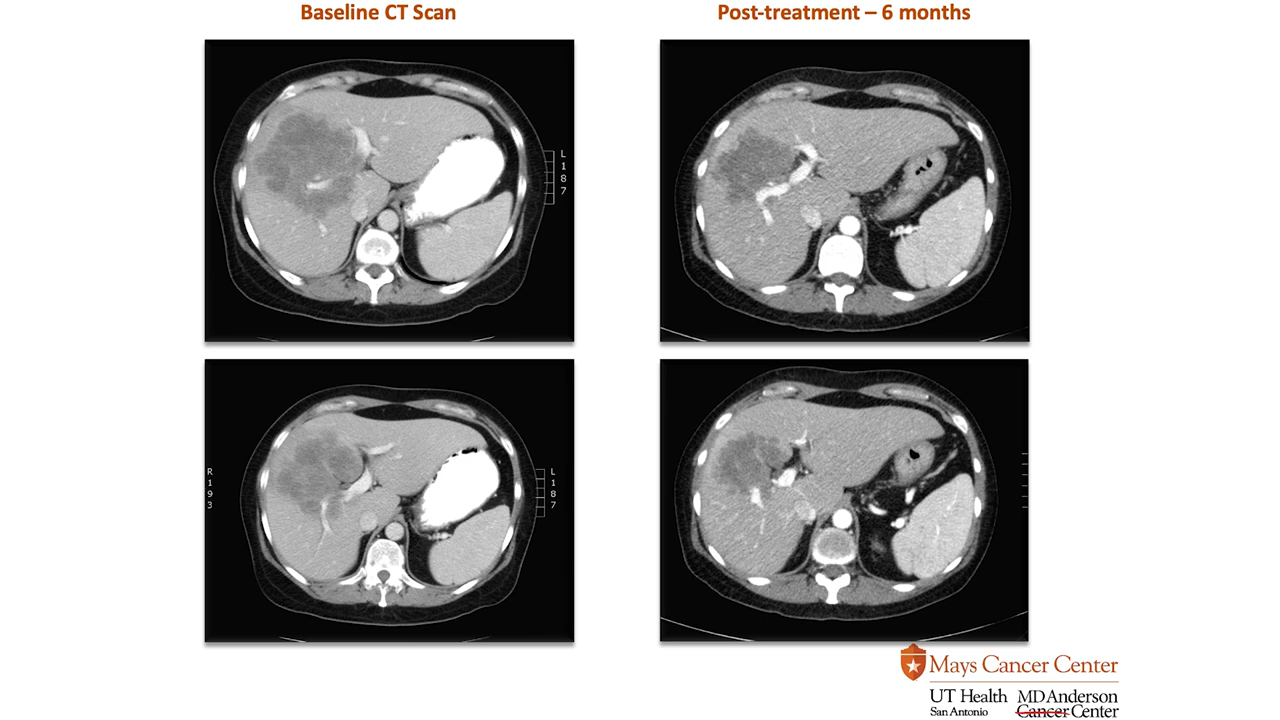 Baseline CT Scan
Post-treatment – 6 months
L
1
8
7
R
1
9
3
L
1
8
7
Mays Cancer Center
UT Health
San Antonio
MD Anderson
Cancer Center